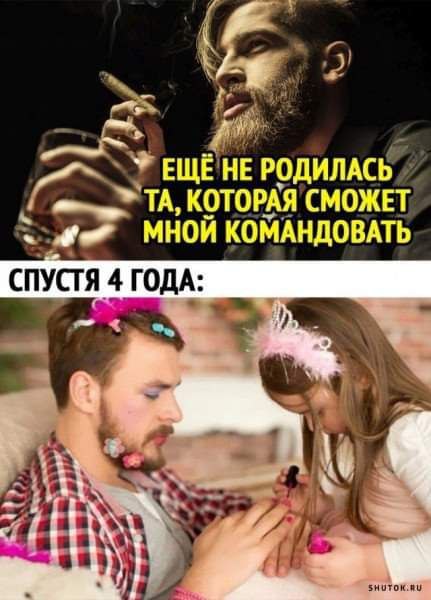 ЕЩЁ НЕ РОДИЛАСЬ
ТА, КОТОРАЯ СМОЖЕТ
МНОЙ КОМАНДОВАТЬ
СПУСТЯ 4 ГОДА:
SHUTOK.RU